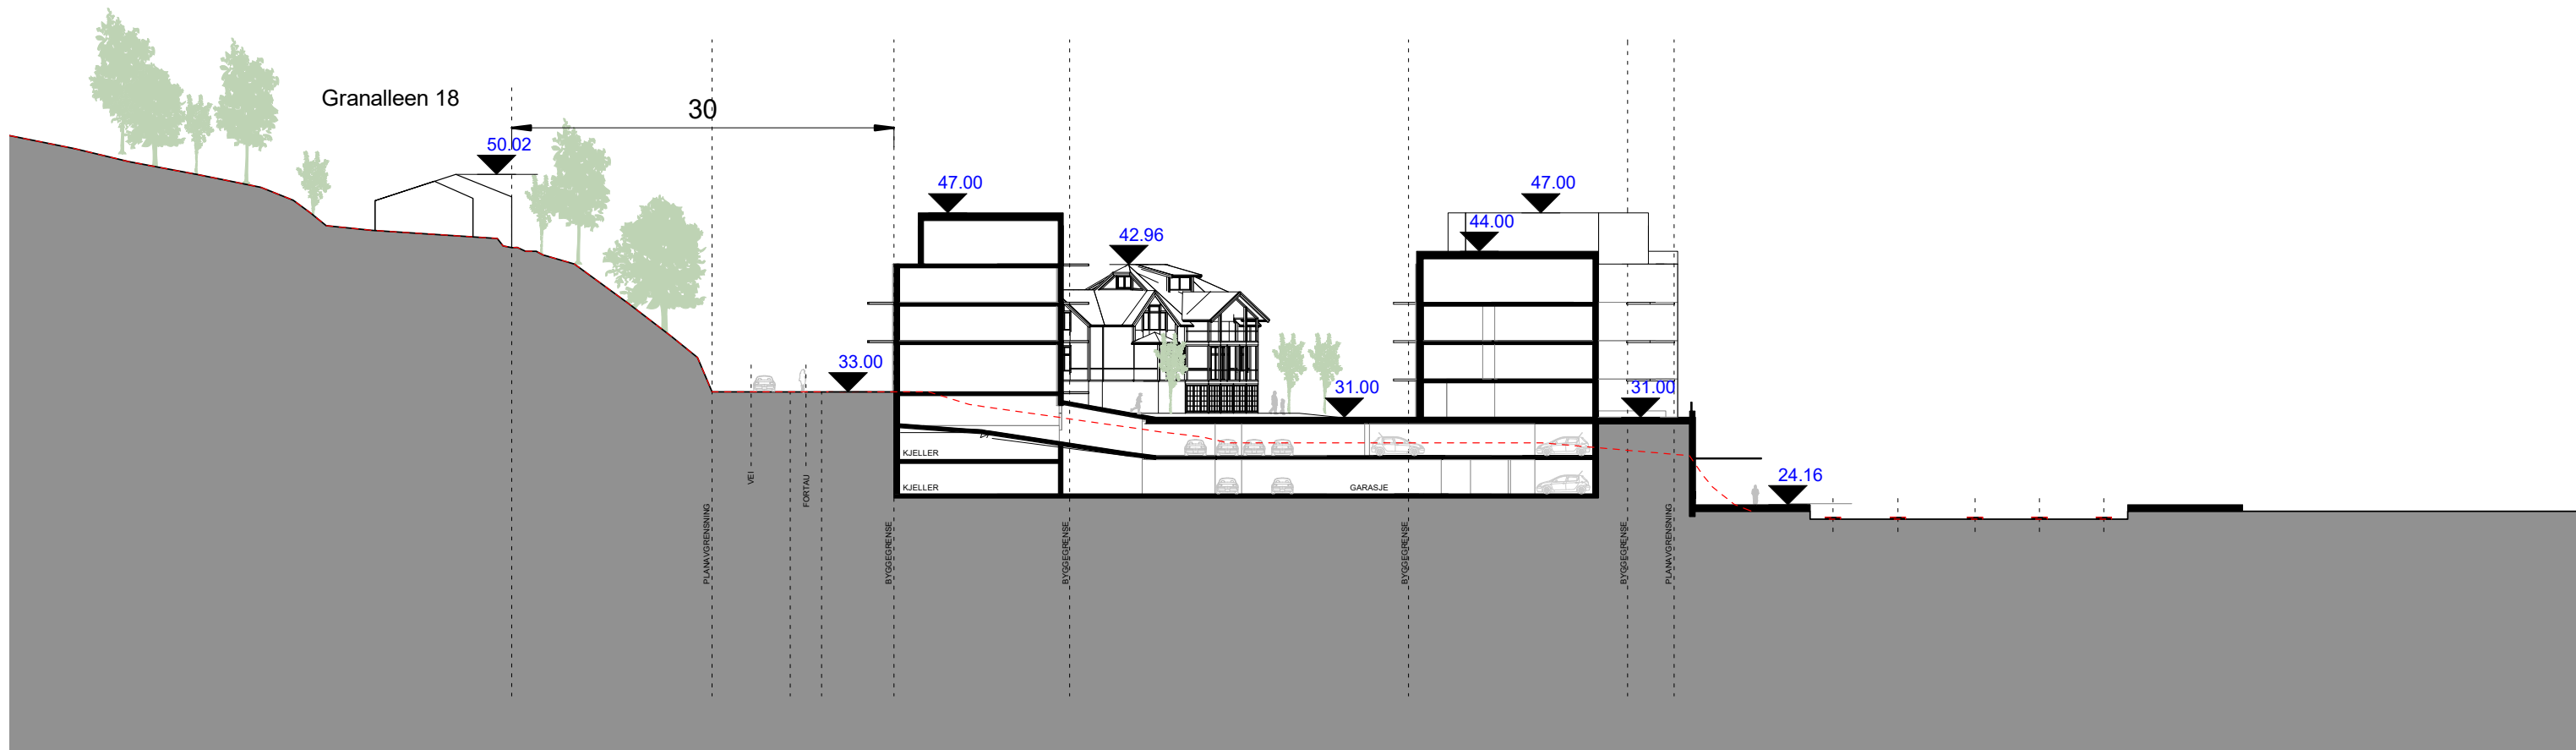 Granalleen 18
30
50.02
47.00
47.00
44.00
42.96
33.00
31.00
31.00
KJELLER
KJELLER
GARASJE
24.16
VEI
FORTAU
PLANAVGRENSNING
BYGGEGRENSE
BYGGEGRENSE
BYGGEGRENSE
BYGGEGRENSE
PLANAVGRENSNING